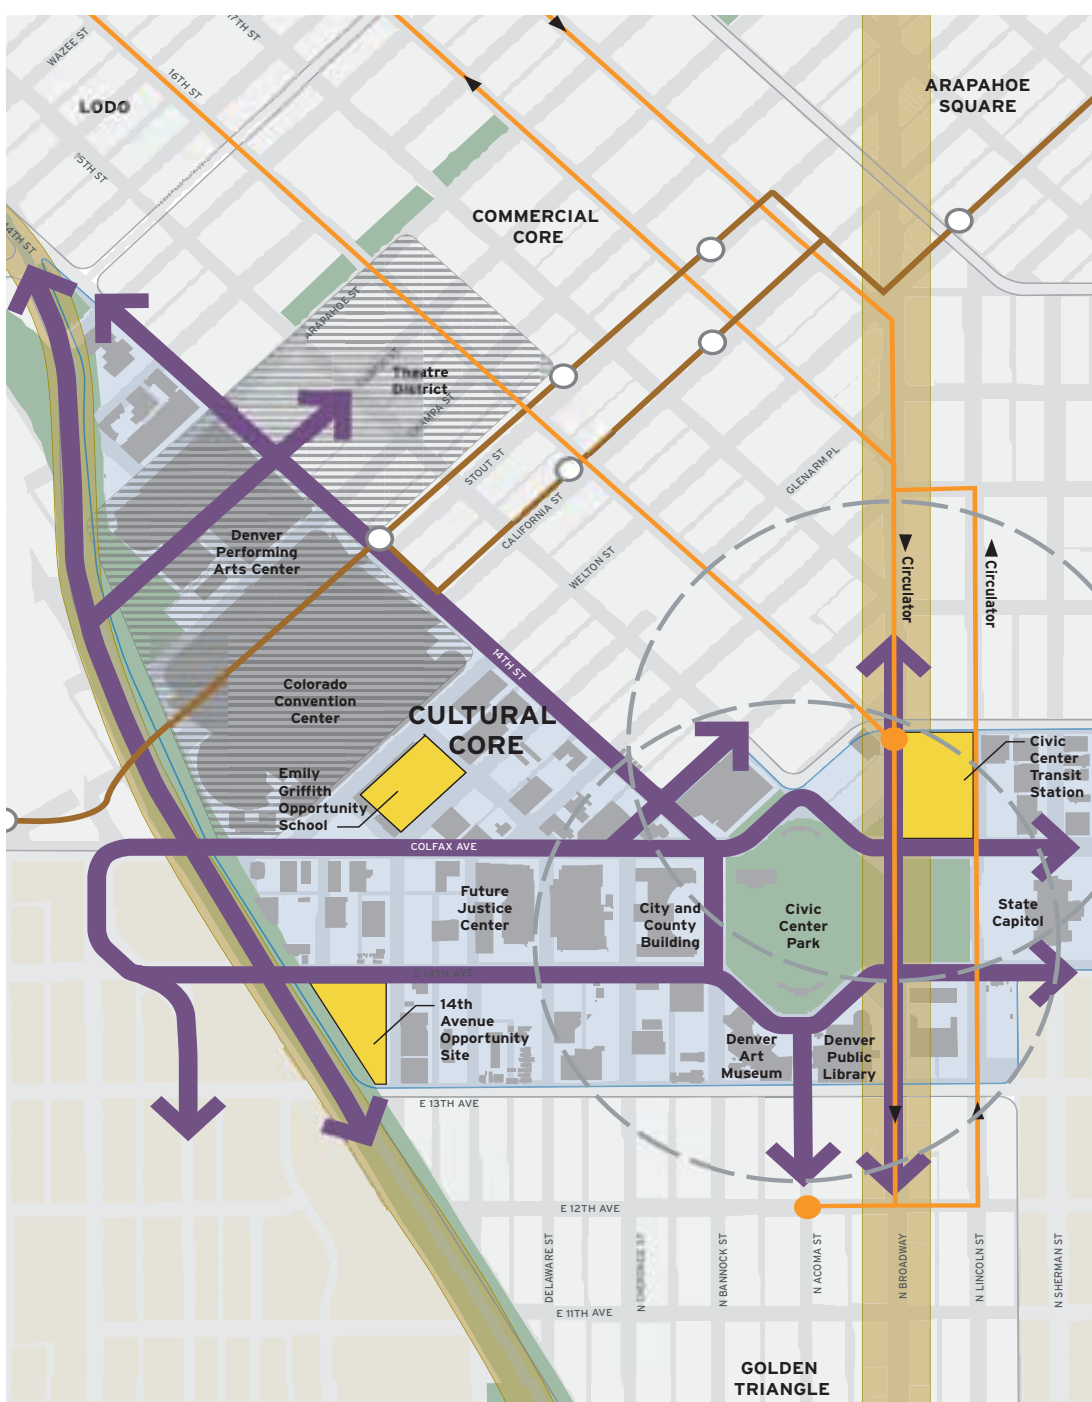 WAZEE ST
17TH ST
16TH ST
LODO
15TH ST
14TH ST
ARAPAHOE
SQUARE
COMMERCIAL
CORE
ARAPAHOE ST
Theatre
District
STOUT ST
CALIFORNIA ST
WELTON ST
GLENARM PL
Denver
Performing
Arts Center
Circulator
Circulator
14TH ST
Colorado
Convention
Center
CULTURAL
CORE
Emily
Griffith
Opportunity
School
Civic
Center
Transit
Station
COLFAX AVE
Future
Justice
Center
City and
County
Building
Civic
Center
Park
State
Capitol
E 14TH AVE
14th
Avenue
Opportunity
Site
Denver
Art
Museum
Denver
Public
Library
E 13TH AVE
E 12TH AVE
DELAWARE ST
N BANNOCK ST
N ACOMA ST
N BROADWAY
N LINCOLN ST
N SHERMAN ST
E 11TH AVE
GOLDEN
TRIANGLE